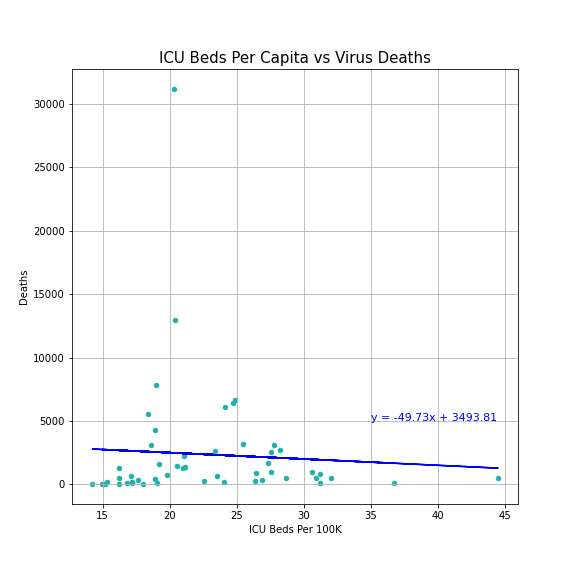 ICU Beds Per Capita vs Virus Deaths
30000
25000
20000
15000
10000
5000
0
Deaths
y = -49.73x + 3493.81
15 20 25 30 35 40 45
ICU Beds Per 100K